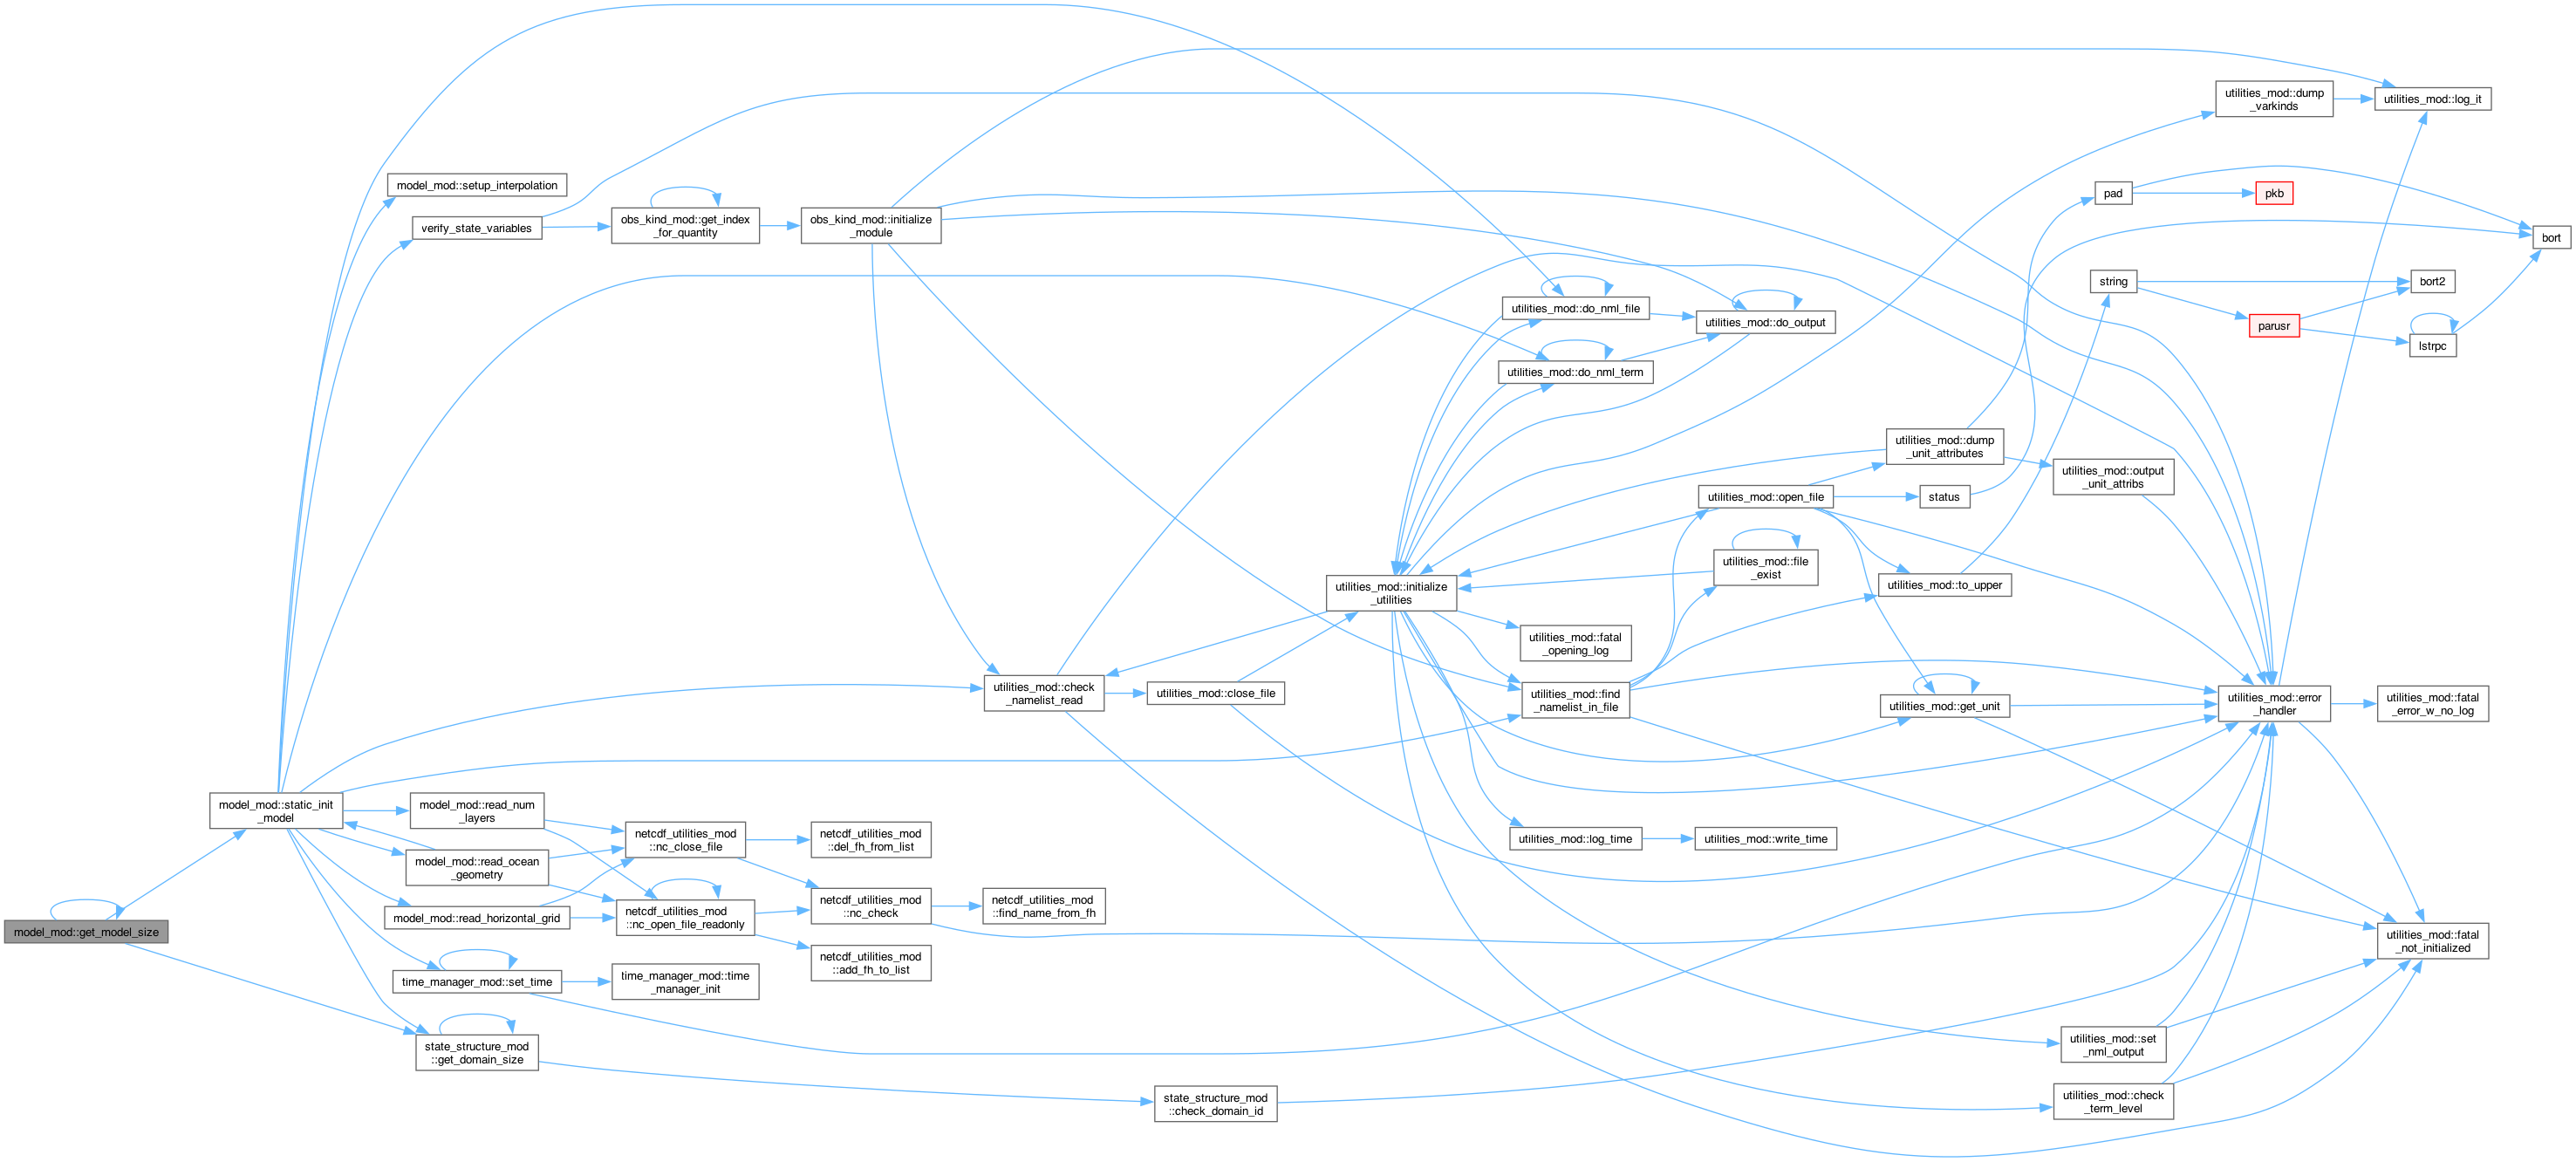 model_mod::get_model_size
model_mod::static_init
_model
model_mod::setup_interpolation
verify_state_variables
model_mod::read_num
_layers
model_mod::read_ocean
_geometry
model_mod::read_horizontal_grid
time_manager_mod::set_time
state_structure_mod
::get_domain_size
obs_kind_mod::get_index
_for_quantity
netcdf_utilities_mod
::nc_close_file
netcdf_utilities_mod
::nc_open_file_readonly
time_manager_mod::time
_manager_init
obs_kind_mod::initialize
_module
netcdf_utilities_mod
::del_fh_from_list
netcdf_utilities_mod
::nc_check
netcdf_utilities_mod
::add_fh_to_list
utilities_mod::check
_namelist_read
netcdf_utilities_mod
::find_name_from_fh
utilities_mod::close_file
state_structure_mod
::check_domain_id
utilities_mod::initialize
_utilities
utilities_mod::do_nml_file
utilities_mod::do_nml_term
utilities_mod::fatal
_opening_log
utilities_mod::find
_namelist_in_file
utilities_mod::log_time
utilities_mod::do_output
utilities_mod::open_file
utilities_mod::file
_exist
utilities_mod::write_time
utilities_mod::dump
_unit_attributes
status
utilities_mod::to_upper
utilities_mod::get_unit
pad
string
utilities_mod::output
_unit_attribs
utilities_mod::set
_nml_output
utilities_mod::check
_term_level
utilities_mod::dump
_varkinds
pkb
parusr
utilities_mod::error
_handler
utilities_mod::log_it
bort2
lstrpc
utilities_mod::fatal
_error_w_no_log
utilities_mod::fatal
_not_initialized
bort